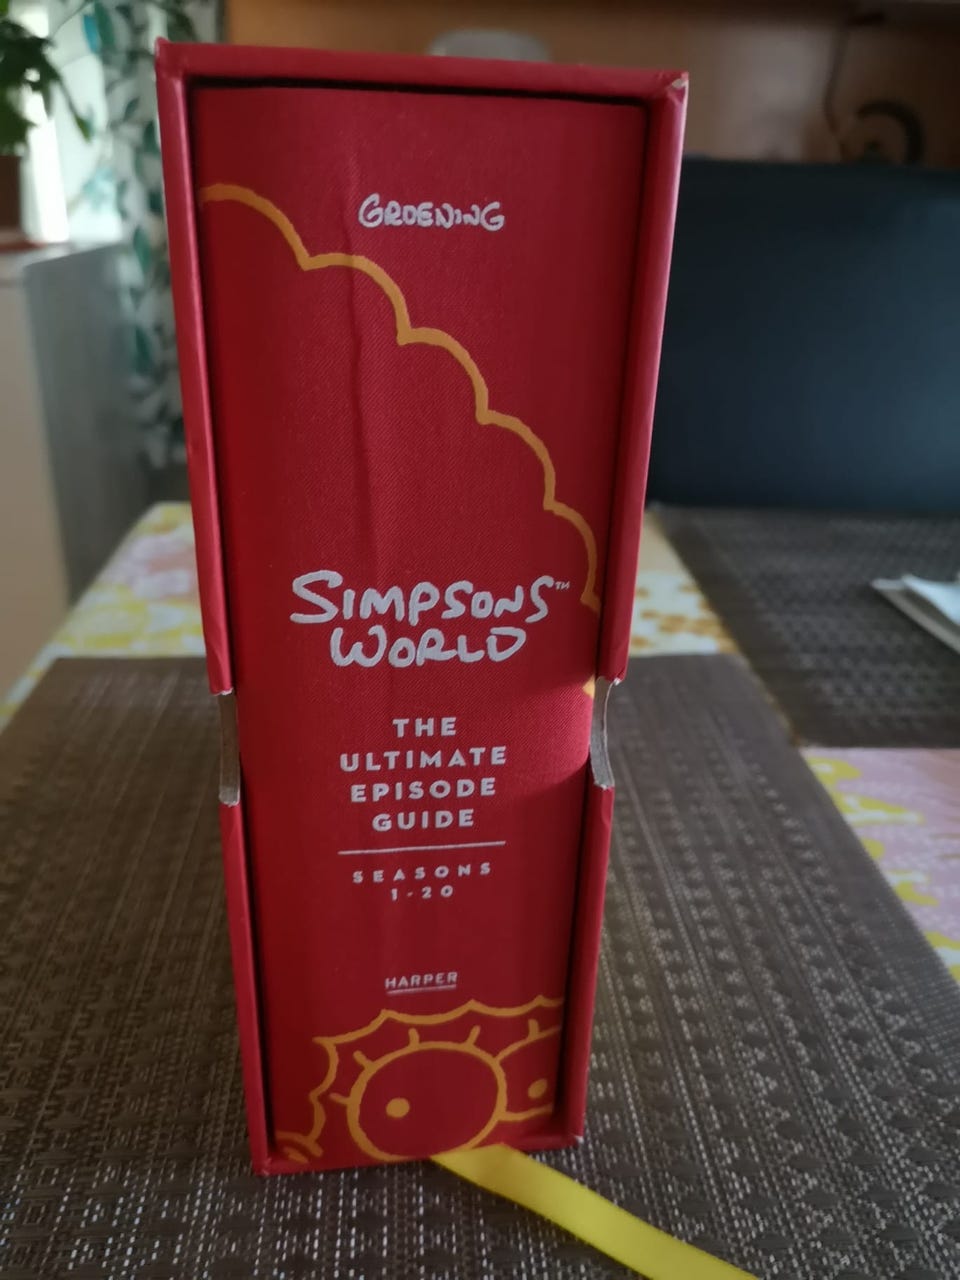 GROENING
SIMPSONS™
WORLD
THE
ULTIMATE
EPISODE
GUIDE
SEASONS
1-20
HARPER